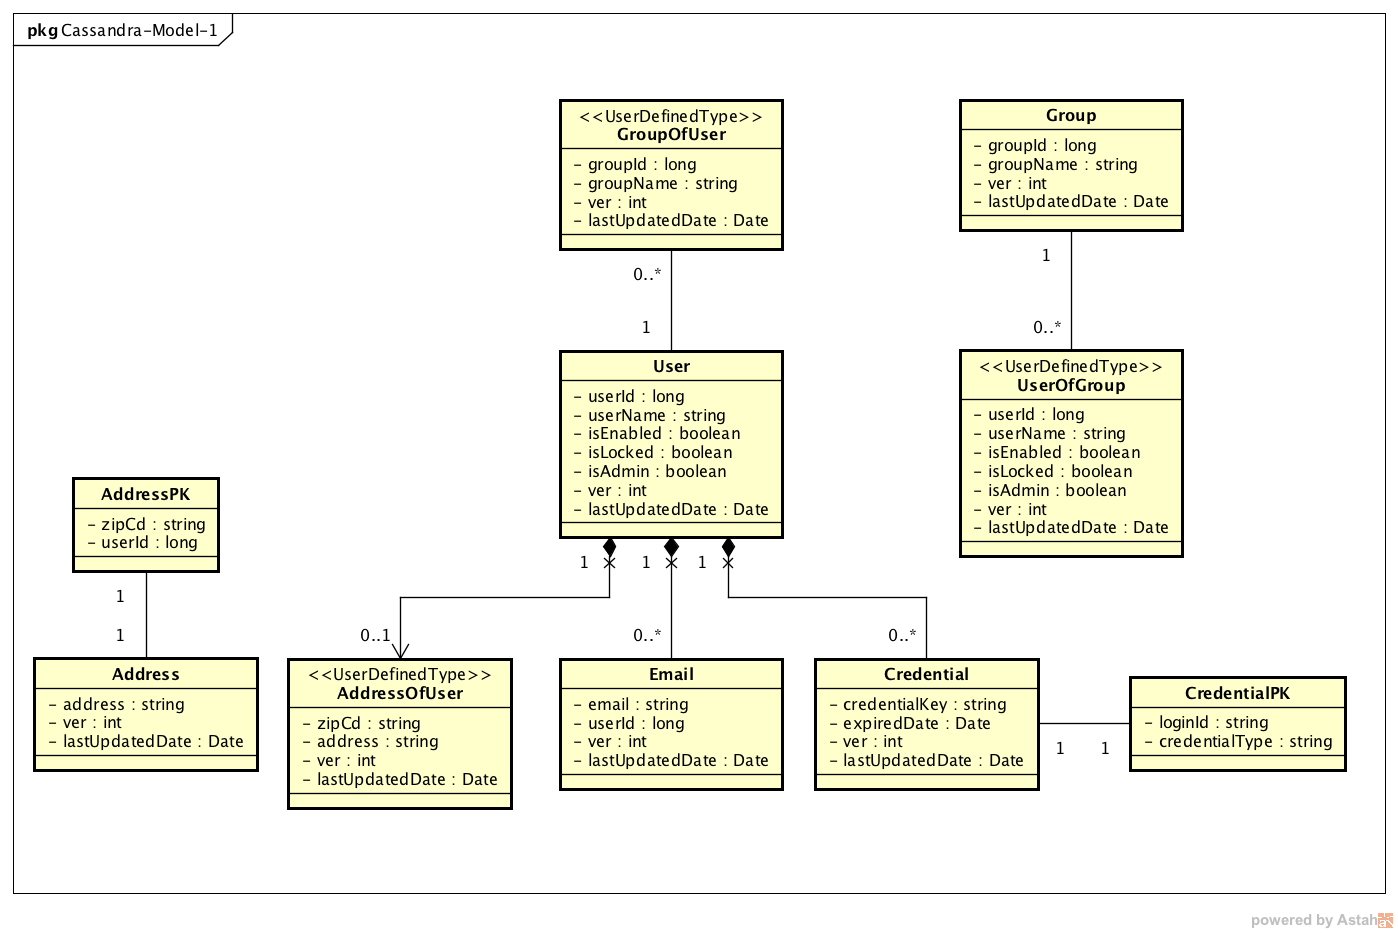 pkg Cassandra-Model-1
<<UserDefinedType>>
GroupOfUser
- groupId : long
- groupName : string
- ver : int
- lastUpdatedDate : Date
Group
- groupId : long
- groupName : string
- ver : int
- lastUpdatedDate : Date
0..*
1
1
0..*
User
- userId : long
- userName : string
- isEnabled : boolean
- isLocked : boolean
- isAdmin : boolean
- ver : int
- lastUpdatedDate : Date
<<UserDefinedType>>
UserOfGroup
- userId : long
- userName : string
- isEnabled : boolean
- isLocked : boolean
- isAdmin : boolean
- ver : int
- lastUpdatedDate : Date
AddressPK
- zipCd : string
- userId : long
1
1
1
1
1
0..1
0..*
0..*
Address
- address : string
- ver : int
- lastUpdatedDate : Date
<<UserDefinedType>>
AddressOfUser
- zipCd : string
- address : string
- ver : int
- lastUpdatedDate : Date
Email
- email : string
- userId : long
- ver : int
- lastUpdatedDate : Date
Credential
- credentialKey : string
- expiredDate : Date
- ver : int
- lastUpdatedDate : Date
1
1
CredentialPK
- loginId : string
- credentialType : string
powered by Astah